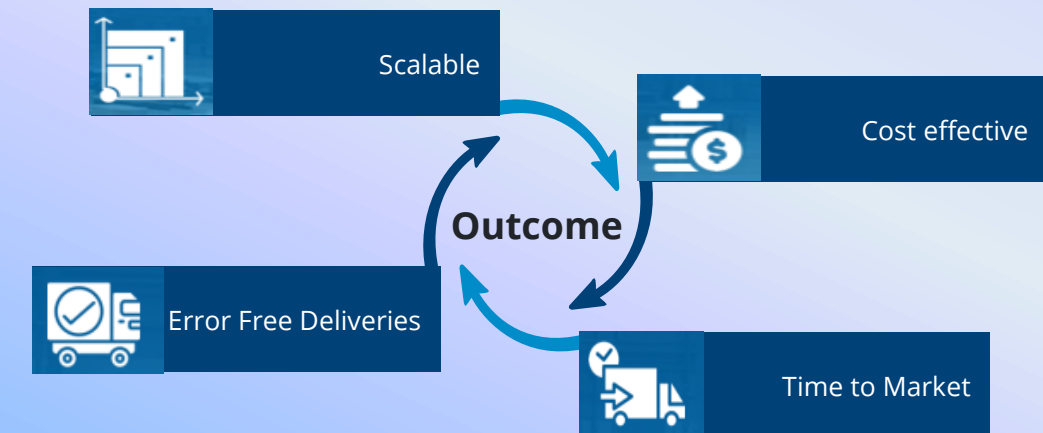 Scalable
Cost effective
Outcome
Error Free Deliveries
Time to Market
$